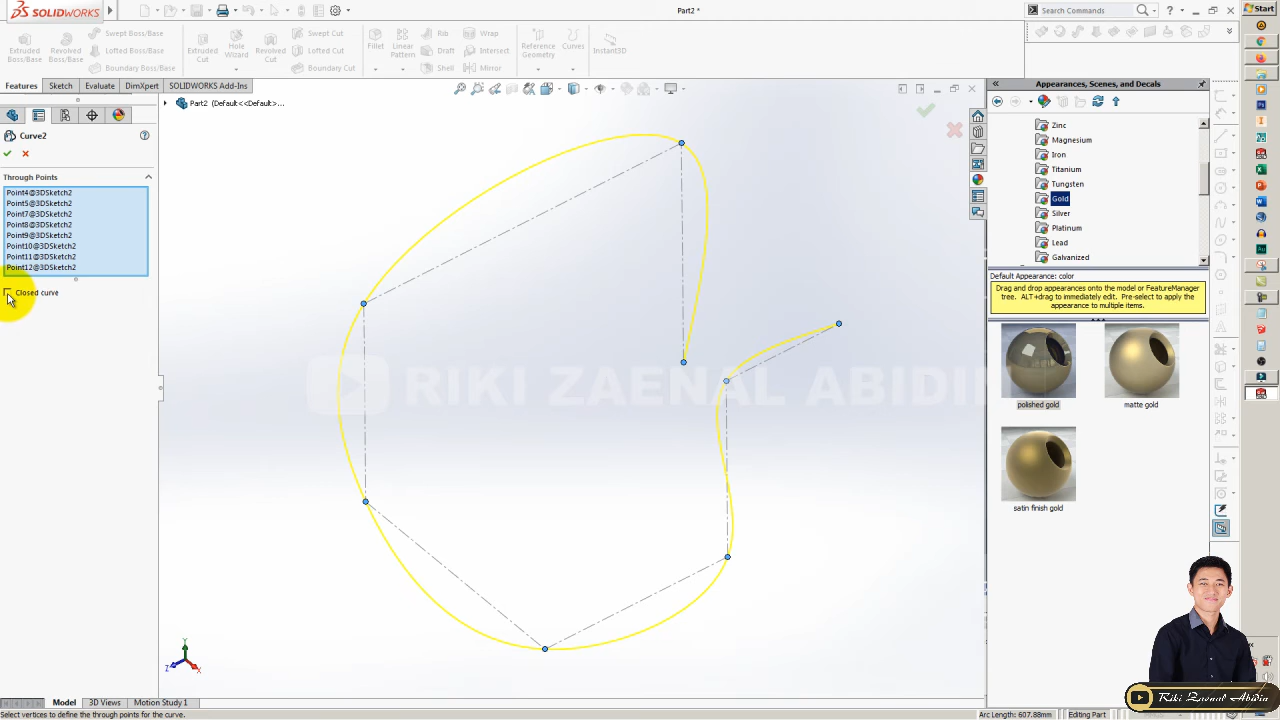 SOLIDWORKS
Part2 *
Search Commands
Start
Extruded Boss/Base
Revolved Boss/Base
Swept Boss/Base
Lofted Boss/Base
Boundary Boss/Base
Extruded Cut
Hole Wizard
Revolved Cut
Swept Cut
Lofted Cut
Boundary Cut
Fillet
Linear Pattern
Rib
Draft
Shell
Wrap
Intersect
Mirror
Reference Geometry
Curves
Instant3D
Features
Sketch
Evaluate
DimXpert
SOLIDWORKS Add-Ins
Part2 (Default<<Default>...
Curve2
Through Points
Point4@3DSketch2
Point5@3DSketch2
Point7@3DSketch2
Point8@3DSketch2
Point9@3DSketch2
Point10@3DSketch2
Point11@3DSketch2
Point12@3DSketch2
Closed curve
Y
Z
X
Appearances, Scenes, and Decals
Zinc
Magnesium
Iron
Titanium
Tungsten
Gold
Silver
Platinum
Lead
Galvanized
Default Appearance: color
Drag and drop appearances onto the model or FeatureManager
tree. ALT+drag to immediately edit. Pre-select to apply the
appearance to multiple items.
polished gold
matte gold
satin finish gold
Model
3D Views
Motion Study 1
Select vertices to define the through points for the curve.
Arc Length: 607.88mm
Editing Part
Riki Zaenal Abidin